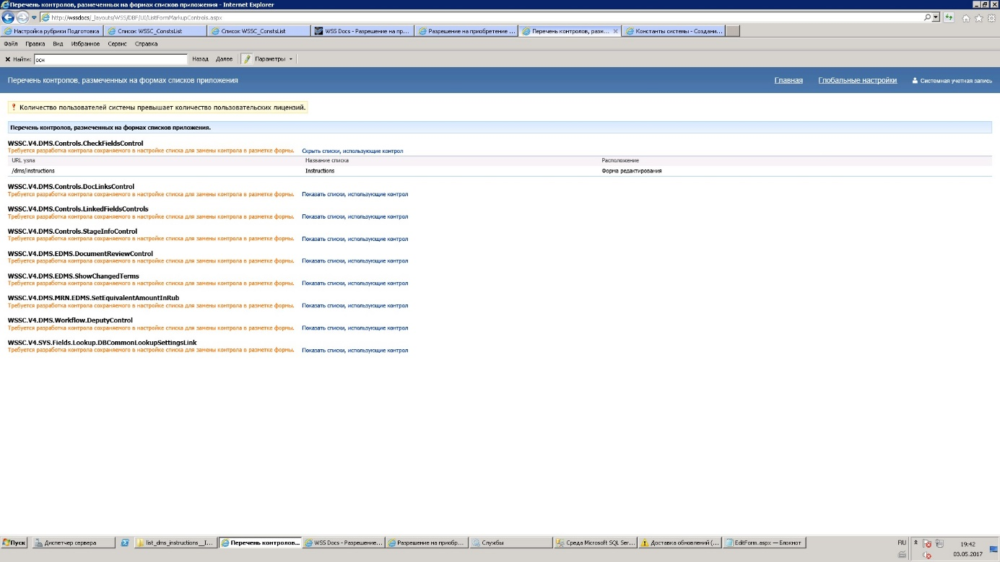 Перечень контролов, размеченных на формах списков приложения - Internet Explorer
http://wssdocs/_layouts/WSS/DBF/UI/ListFormMarkupControls.aspx
Настройка рубрики Подготовка
Список WSSC_ConstsList
Список WSSC_ConstsList
WSS Docs - Разрешение на пр...
Разрешение на приобретение ...
Перечень контролов, разм...
Константы системы - Создани...
Файл Правка Вид Избранное Сервис Справка
Найти: осн Назад Далее Параметры
Перечень контролов, размеченных на формах списков приложения
Главная Глобальные настройки Системная учетная запись
Количество пользователей системы превышает количество пользовательских лицензий.
Перечень контролов, размеченных на формах списков приложения.
WSSC.V4.DMS.Controls.CheckFieldsControl
Требуется разработка контрола сохраняемого в настройке списка для замены контрола в разметке формы. Скрыть списки, использующие контрол
URL узла Название списка Расположение
/dms/instructions Instructions Форма редактирования
WSSC.V4.DMS.Controls.DocLinksControl
Требуется разработка контрола сохраняемого в настройке списка для замены контрола в разметке формы. Показать списки, использующие контрол
WSSC.V4.DMS.Controls.LinkedFieldsControls
Требуется разработка контрола сохраняемого в настройке списка для замены контрола в разметке формы. Показать списки, использующие контрол
WSSC.V4.DMS.Controls.StageInfoControl
Требуется разработка контрола сохраняемого в настройке списка для замены контрола в разметке формы. Показать списки, использующие контрол
WSSC.V4.DMS.EDMS.DocumentReviewControl
Требуется разработка контрола сохраняемого в настройке списка для замены контрола в разметке формы. Показать списки, использующие контрол
WSSC.V4.DMS.EDMS.ShowChangedTerms
Требуется разработка контрола сохраняемого в настройке списка для замены контрола в разметке формы. Показать списки, использующие контрол
WSSC.V4.DMS.MRN.EDMS.SetEquivalentAmountInRub
Требуется разработка контрола сохраняемого в настройке списка для замены контрола в разметке формы. Показать списки, использующие контрол
WSSC.V4.DMS.Workflow.DeputyControl
Требуется разработка контрола сохраняемого в настройке списка для замены контрола в разметке формы. Показать списки, использующие контрол
WSSC.V4.SYS.Fields.Lookup.DBCommonLookupSettingsLink
Требуется разработка контрола сохраняемого в настройке списка для замены контрола в разметке формы. Показать списки, использующие контрол
Пуск
Диспетчер сервера
list_dms_instructions__I...
Перечень контролов...
WSS Docs - Разрешение...
Разрешение на приобр...
Службы
Среда Microsoft SQL Ser...
Доставка обновлений (...
EditForm.aspx — Блокнот
RU
19:42
03.05.2017